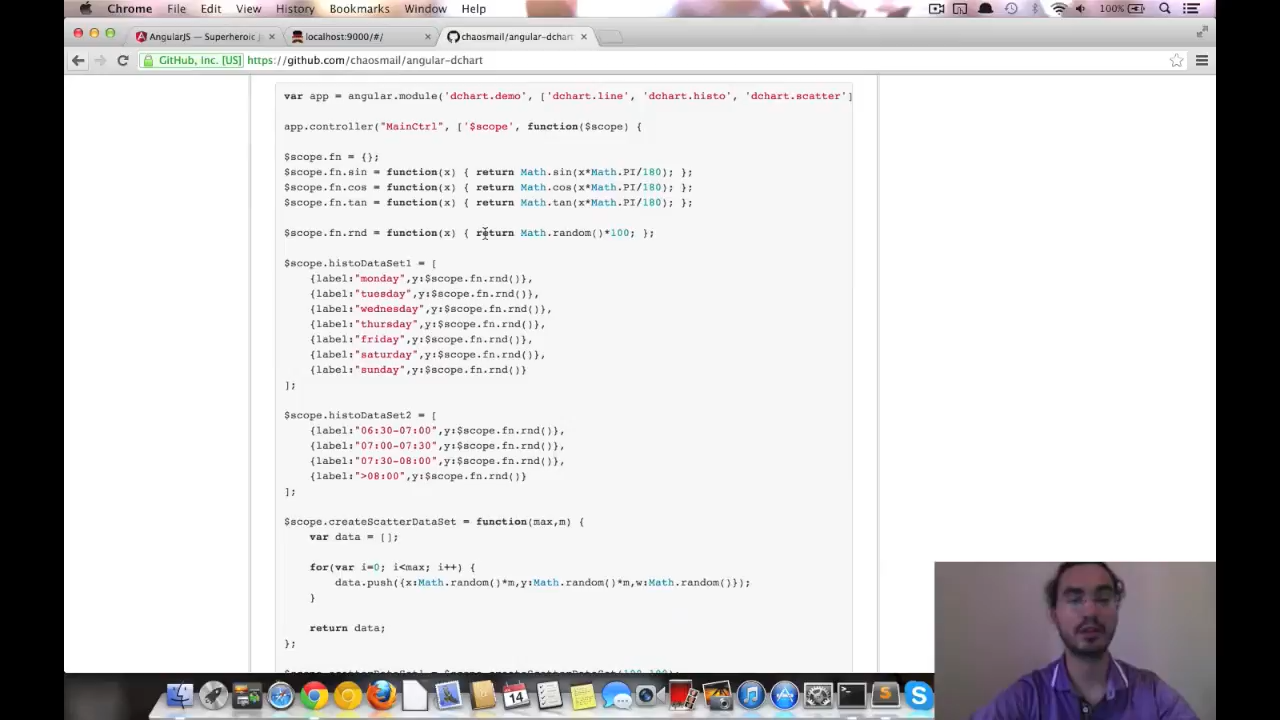 Chrome File Edit View History Bookmarks Window Help 100%
AngularJS — Superheroic J localhost:9000/#/ chaosmail/angular-dchart
GitHub, Inc. [US] https://github.com/chaosmail/angular-dchart
var app = angular.module('dchart.demo', ['dchart.line', 'dchart.histo', 'dchart.scatter']
app.controller("MainCtrl", ['$scope', function($scope) {
$scope.fn = {};
$scope.fn.sin = function(x) { return Math.sin(x*Math.PI/180); };
$scope.fn.cos = function(x) { return Math.cos(x*Math.PI/180); };
$scope.fn.tan = function(x) { return Math.tan(x*Math.PI/180); };
$scope.fn.rnd = function(x) { return Math.random()*100; };
$scope.histoDataSet1 = [
{label:"monday",y:$scope.fn.rnd()},
{label:"tuesday",y:$scope.fn.rnd()},
{label:"wednesday",y:$scope.fn.rnd()},
{label:"thursday",y:$scope.fn.rnd()},
{label:"friday",y:$scope.fn.rnd()},
{label:"saturday",y:$scope.fn.rnd()},
{label:"sunday",y:$scope.fn.rnd()}
];
$scope.histoDataSet2 = [
{label:"06:30-07:00",y:$scope.fn.rnd()},
{label:"07:00-07:30",y:$scope.fn.rnd()},
{label:"07:30-08:00",y:$scope.fn.rnd()},
{label:">08:00",y:$scope.fn.rnd()}
];
$scope.createScatterDataSet = function(max,m) {
var data = [];
for(var i=0; i<max; i++) {
data.push({x:Math.random()*m,y:Math.random()*m,w:Math.random()});
}
return data;
};
$scope.scatterDataSet1 = $scope.createScatterDataSet(100,100);
14